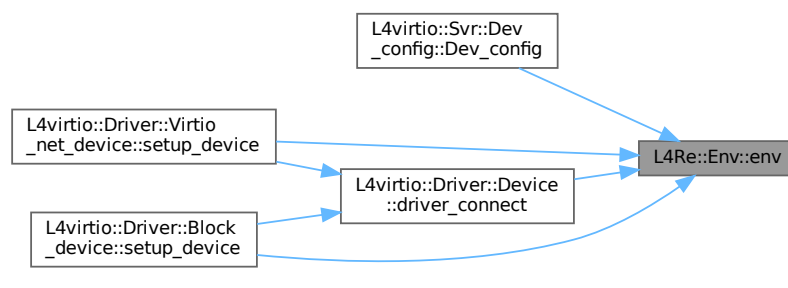 L4virtio::Svr::Dev
_config::Dev_config
L4virtio::Driver::Virtio
_net_device::setup_device
L4Re::Env::env
L4virtio::Driver::Device
::driver_connect
L4virtio::Driver::Block
_device::setup_device